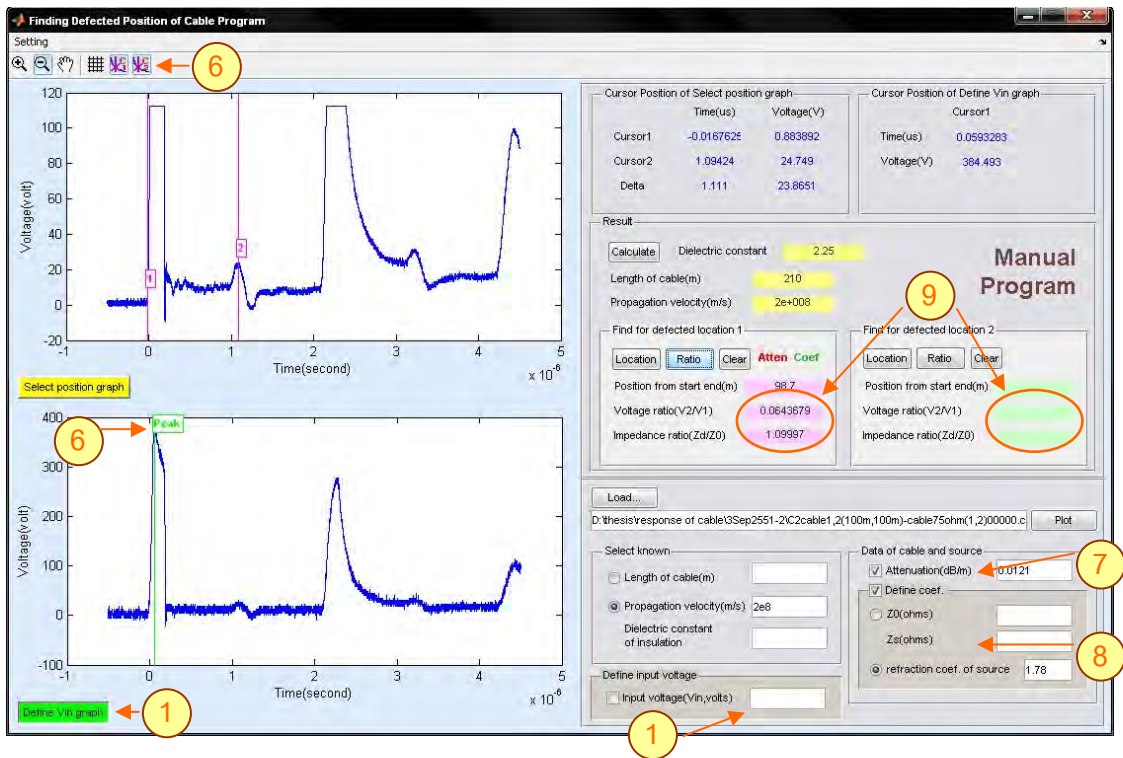 Finding Defected Position of Cable Program
Setting
6
120
100
80
60
40
20
0
-20
-1
0
1
2
3
4
5
Voltage(volt)
Time(second)
x 10^-6
1
2
Select position graph
6
Peak
400
300
200
100
0
-100
-1
0
1
2
3
4
5
Voltage(volt)
Time(second)
x 10^-6
Define Vin graph
1
Cursor Position of Select position graph
Time(us) Voltage(V)
Cursor1 -0.0167625 0.883892
Cursor2 1.09424 24.749
Delta 1.111 23.8651
Cursor Position of Define Vin graph
Cursor1
Time(us) 0.0593283
Voltage(V) 384.493
Result
Calculate Dielectric constant 2.25
Length of cable(m) 210
Propagation velocity(m/s) 2e+008
Manual
Program
9
Find for defected location 1
Location Ratio Clear Atten Coef
Position from start end(m) 98.7
Voltage ratio(V2/V1) 0.0643679
Impedance ratio(Zd/Z0) 1.09997
Find for defected location 2
Location Ratio Clear
Position from start end(m)
Voltage ratio(V2/V1)
Impedance ratio(Zd/Z0)
Load...
D:\thesis\response of cable\3Sep2551-2\C2cable1,2(100m,100m)-cable75ohm(1,2)00000.c Plot
Select known
Length of cable(m)
Propagation velocity(m/s) 2e8
Dielectric constant
of insulation
Define input voltage
Input voltage(Vin,volts)
1
Data of cable and source
Attenuation(dB/m) 0.0121
7
Define coef.
Z0(ohms)
Zs(ohms)
8
refraction coef. of source 1.78